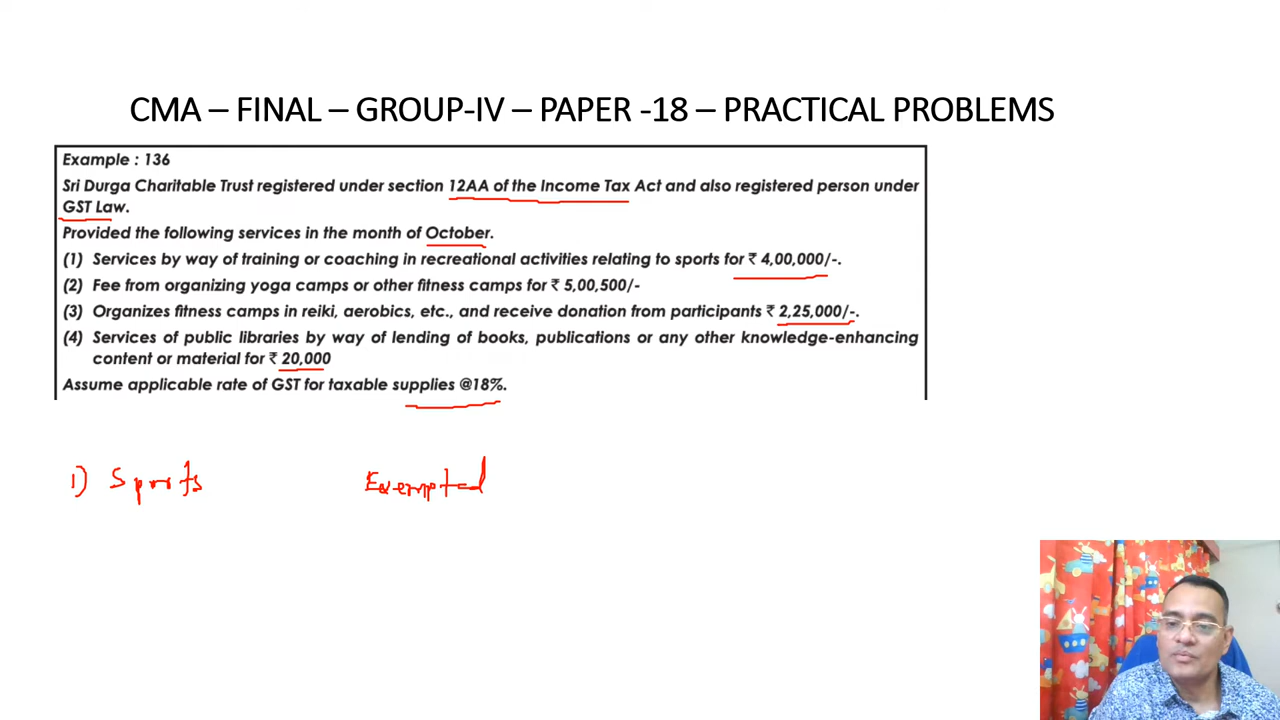 CMA – FINAL – GROUP-IV – PAPER -18 – PRACTICAL PROBLEMS
Example : 136
Sri Durga Charitable Trust registered under section 12AA of the Income Tax Act and also registered person under
GST Law.
Provided the following services in the month of October.
(1) Services by way of training or coaching in recreational activities relating to sports for ₹ 4,00,000/-.
(2) Fee from organizing yoga camps or other fitness camps for ₹ 5,00,500/-
(3) Organizes fitness camps in reiki, aerobics, etc., and receive donation from participants ₹ 2,25,000/-.
(4) Services of public libraries by way of lending of books, publications or any other knowledge-enhancing
content or material for ₹ 20,000
Assume applicable rate of GST for taxable supplies @18%.
1) Sports Exempted